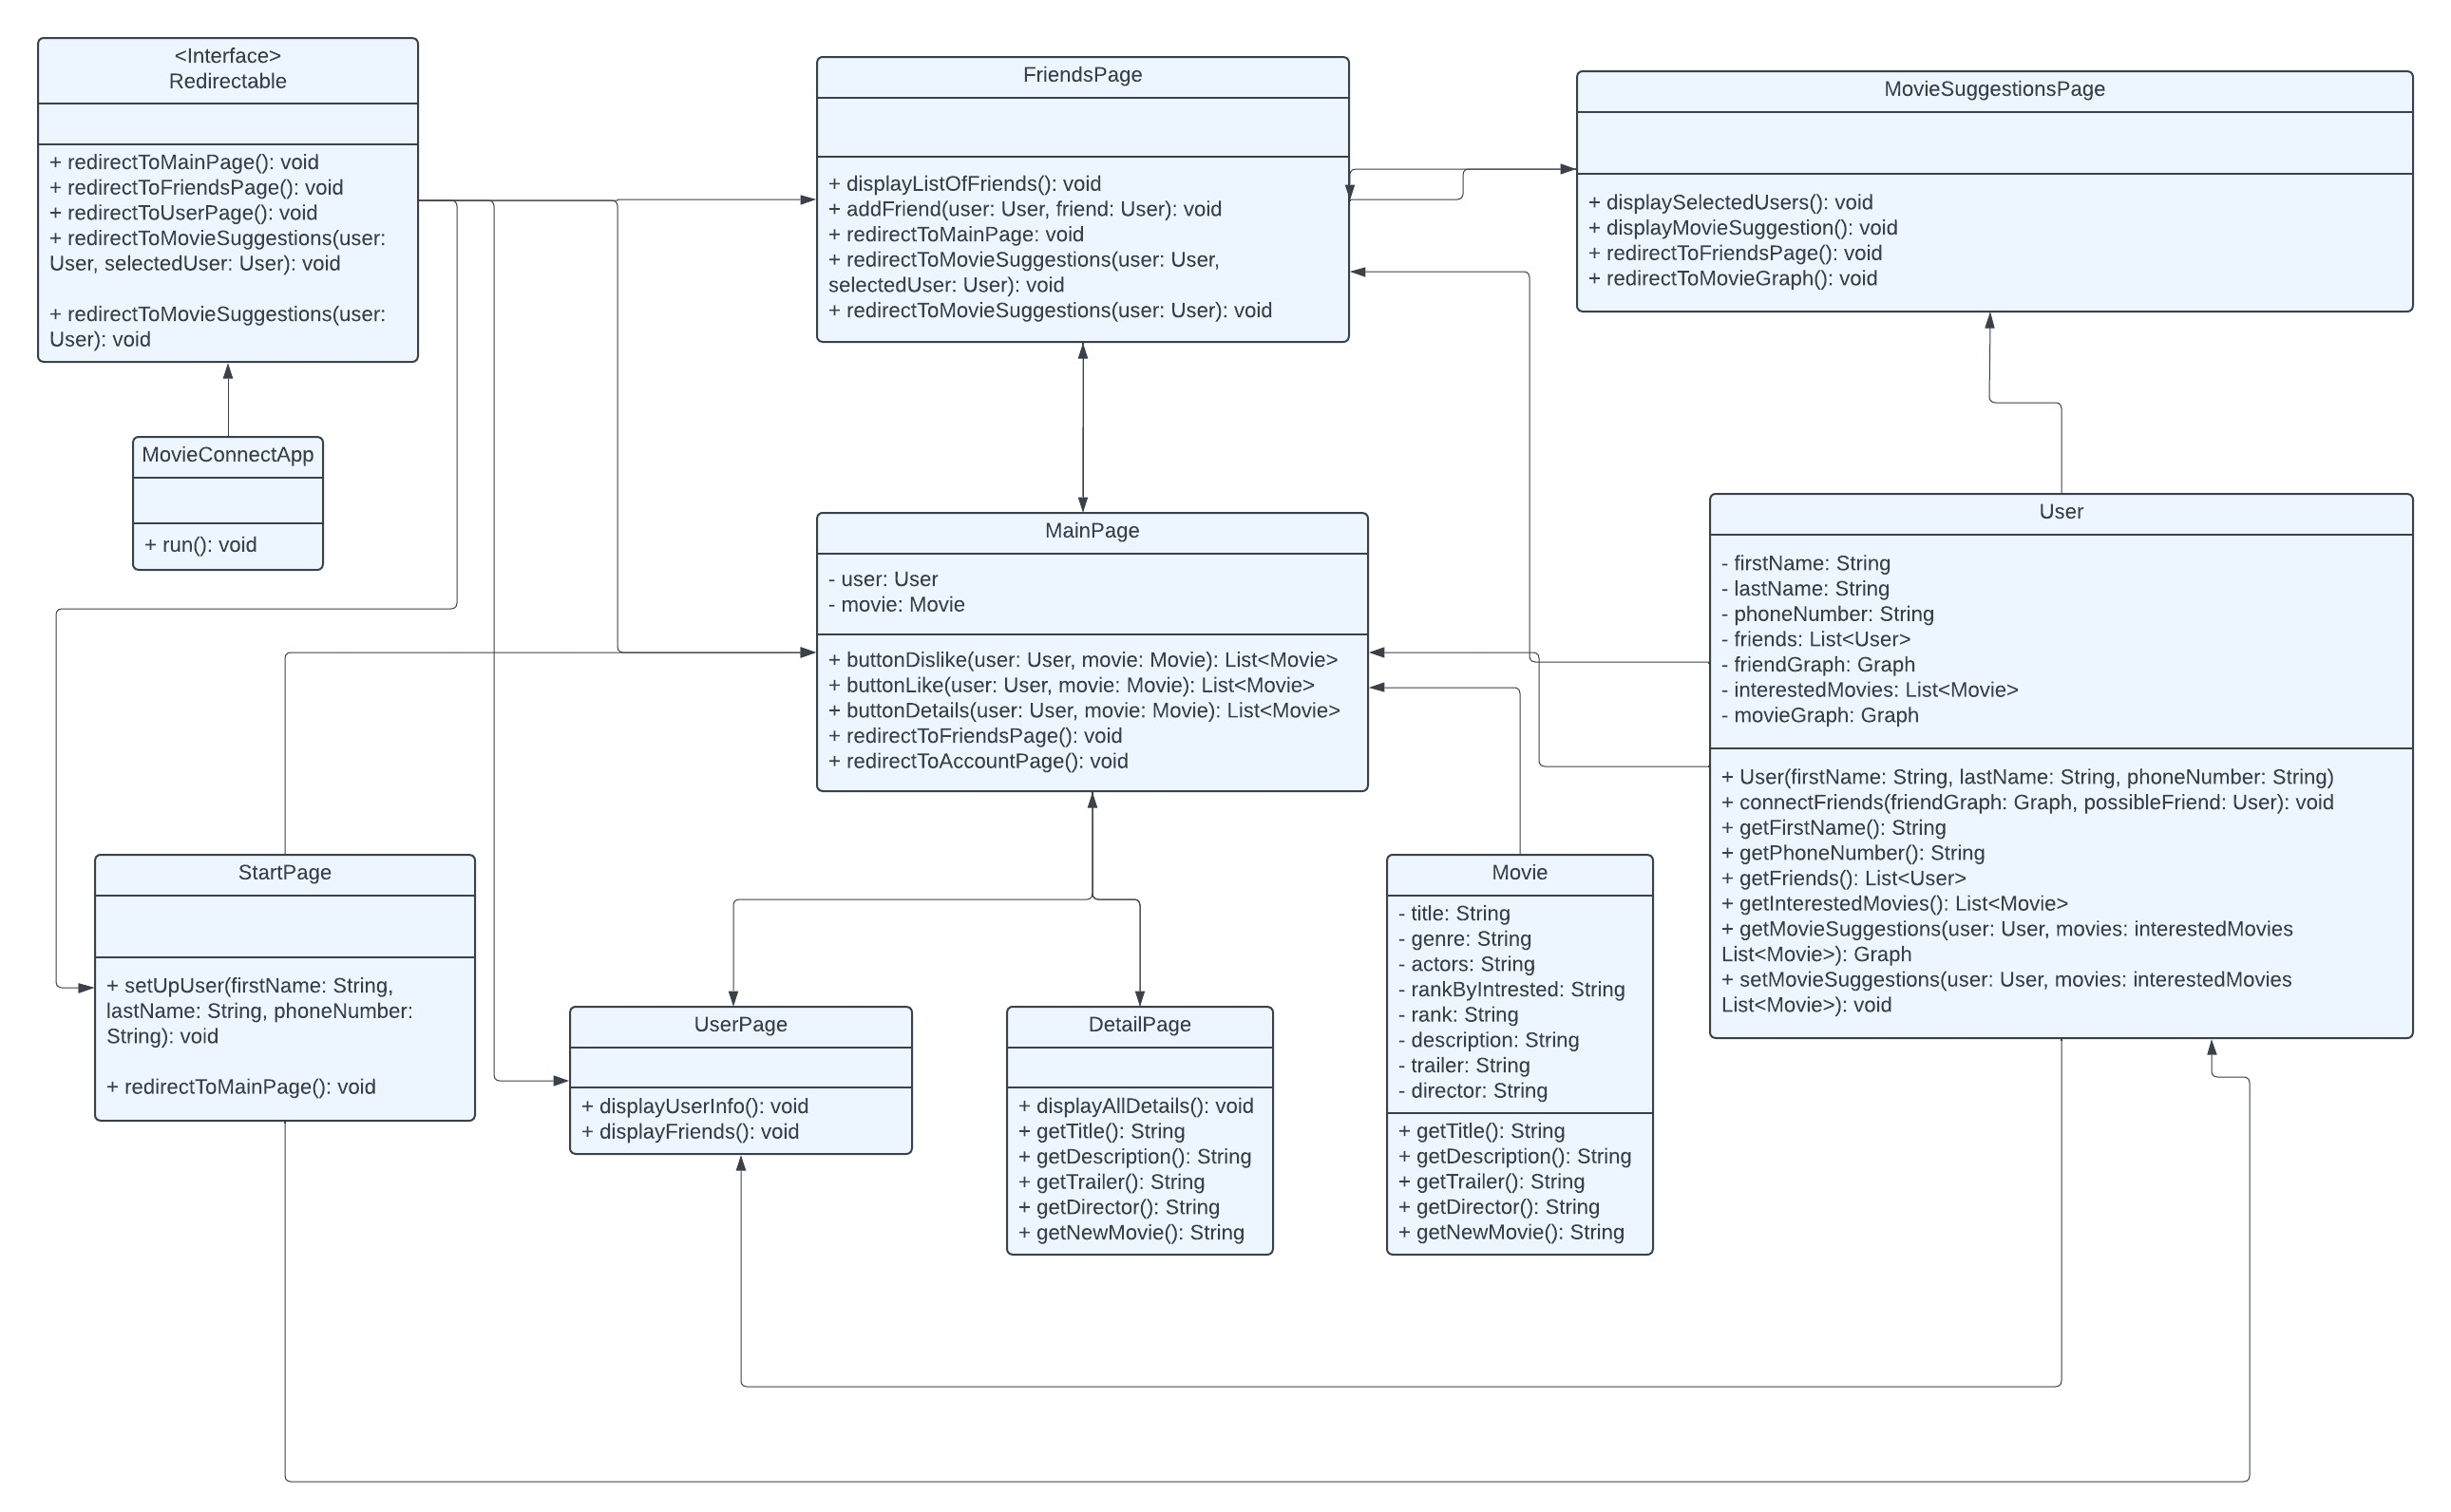 <Interface>
Redirectable
+ redirectToMainPage(): void
+ redirectToFriendsPage(): void
+ redirectToUserPage(): void
+ redirectToMovieSuggestions(user:
User, selectedUser: User): void
+ redirectToMovieSuggestions(user:
User): void
FriendsPage
+ displayListOfFriends(): void
+ addFriend(user: User, friend: User): void
+ redirectToMainPage: void
+ redirectToMovieSuggestions(user: User,
selectedUser: User): void
+ redirectToMovieSuggestions(user: User): void
MovieSuggestionsPage
+ displaySelectedUsers(): void
+ displayMovieSuggestion(): void
+ redirectToFriendsPage(): void
+ redirectToMovieGraph(): void
MovieConnectApp
+ run(): void
MainPage
- user: User
- movie: Movie
+ buttonDislike(user: User, movie: Movie): List<Movie>
+ buttonLike(user: User, movie: Movie): List<Movie>
+ buttonDetails(user: User, movie: Movie): List<Movie>
+ redirectToFriendsPage(): void
+ redirectToAccountPage(): void
User
- firstName: String
- lastName: String
- phoneNumber: String
- friends: List<User>
- friendGraph: Graph
- interestedMovies: List<Movie>
- movieGraph: Graph
+ User(firstName: String, lastName: String, phoneNumber: String)
+ connectFriends(friendGraph: Graph, possibleFriend: User): void
+ getFirstName(): String
+ getPhoneNumber(): String
+ getFriends(): List<User>
+ getInterestedMovies(): List<Movie>
+ getMovieSuggestions(user: User, movies: interestedMovies
List<Movie>): Graph
+ setMovieSuggestions(user: User, movies: interestedMovies
List<Movie>): void
StartPage
+ setUpUser(firstName: String,
lastName: String, phoneNumber:
String): void
+ redirectToMainPage(): void
UserPage
+ displayUserInfo(): void
+ displayFriends(): void
DetailPage
+ displayAllDetails(): void
+ getTitle(): String
+ getDescription(): String
+ getTrailer(): String
+ getDirector(): String
+ getNewMovie(): String
Movie
- title: String
- genre: String
- actors: String
- rankByIntrested: String
- rank: String
- description: String
- trailer: String
- director: String
+ getTitle(): String
+ getDescription(): String
+ getTrailer(): String
+ getDirector(): String
+ getNewMovie(): String